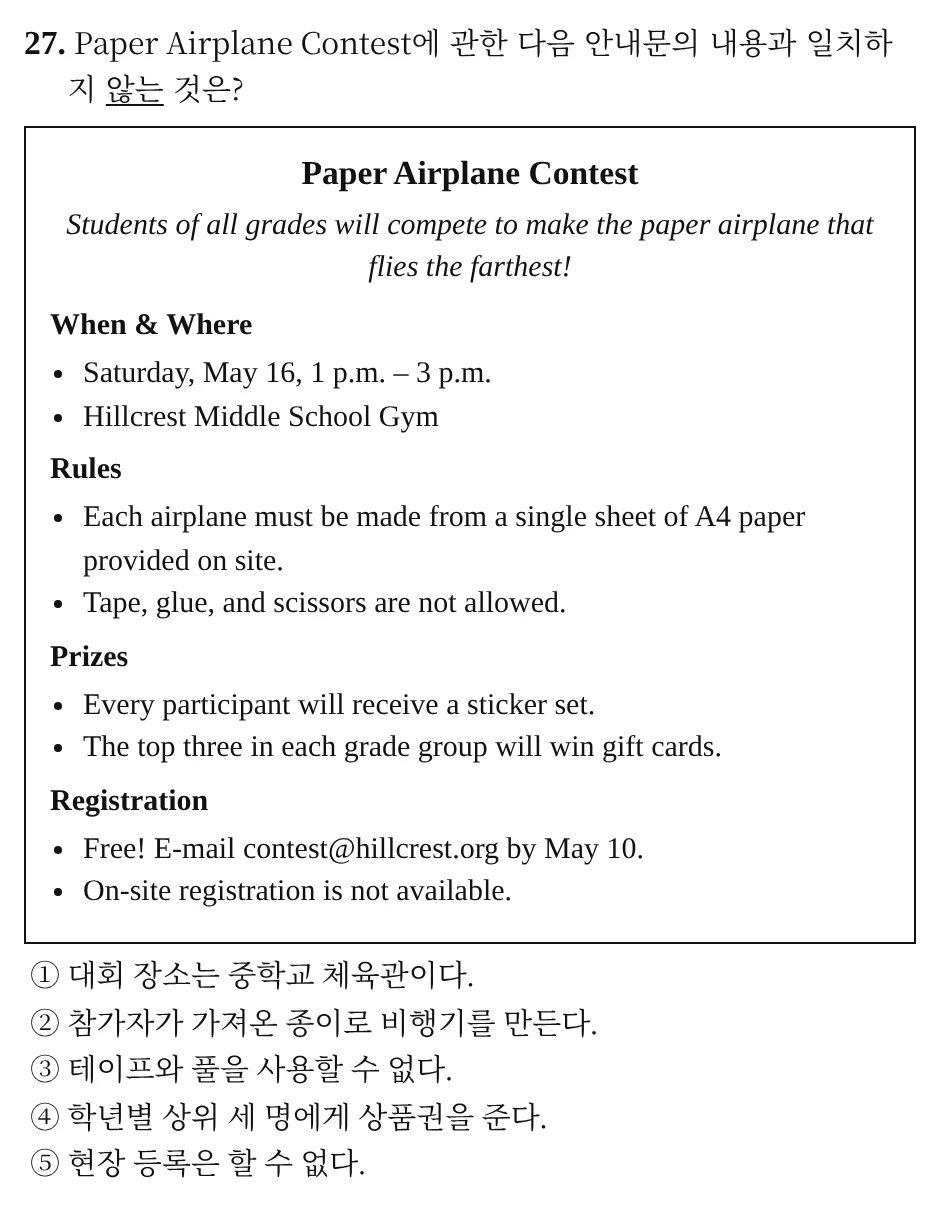 27. Paper Airplane Contest에 관한 다음 안내문의 내용과 일치하
지 않는 것은?
Paper Airplane Contest
Students of all grades will compete to make the paper airplane that
flies the farthest!
When & Where
• Saturday, May 16, 1 p.m. – 3 p.m.
• Hillcrest Middle School Gym
Rules
• Each airplane must be made from a single sheet of A4 paper
provided on site.
• Tape, glue, and scissors are not allowed.
Prizes
• Every participant will receive a sticker set.
• The top three in each grade group will win gift cards.
Registration
• Free! E-mail contest@hillcrest.org by May 10.
• On-site registration is not available.
① 대회 장소는 중학교 체육관이다.
② 참가자가 가져온 종이로 비행기를 만든다.
③ 테이프와 풀을 사용할 수 없다.
④ 학년별 상위 세 명에게 상품권을 준다.
⑤ 현장 등록은 할 수 없다.